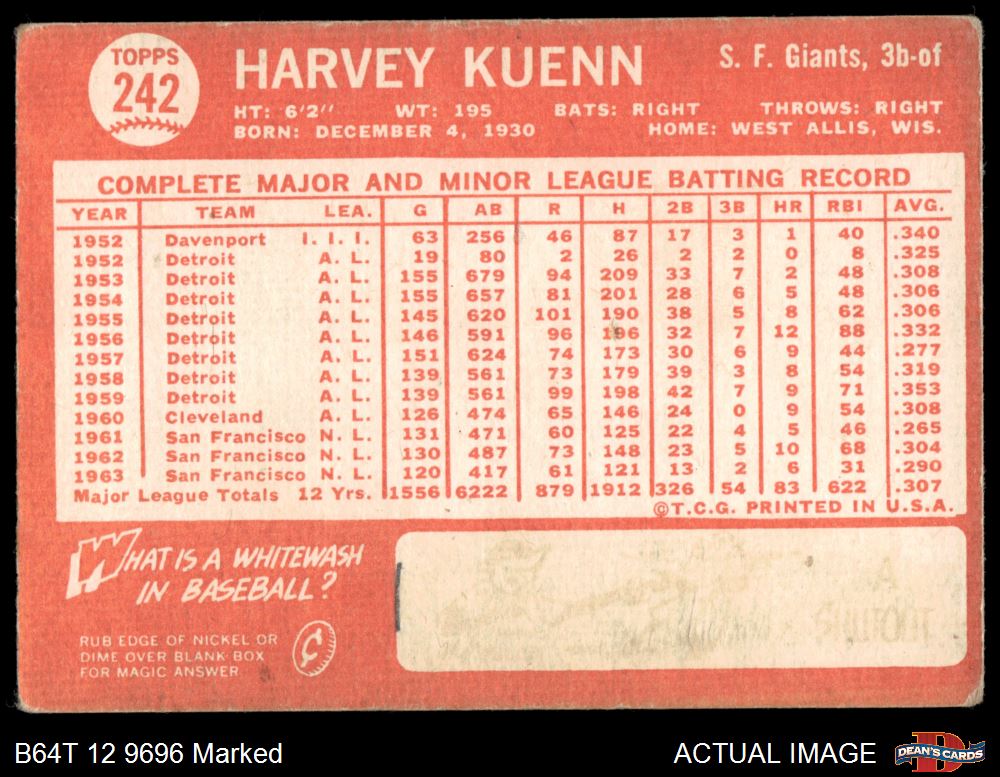 TOPPS
242
HARVEY KUENN
S. F. Giants, 3b-of
HT: 6'2" WT: 195 BATS: RIGHT THROWS: RIGHT
BORN: DECEMBER 4, 1930 HOME: WEST ALLIS, WIS.
COMPLETE MAJOR AND MINOR LEAGUE BATTING RECORD
YEAR TEAM LEA. G AB R H 2B 3B HR RBI AVG.
1952 Davenport I. I. I. 63 256 46 87 17 3 1 40 .340
1952 Detroit A. L. 19 80 2 26 2 2 0 8 .325
1953 Detroit A. L. 155 679 94 209 33 7 2 48 .308
1954 Detroit A. L. 155 657 81 201 28 6 5 48 .306
1955 Detroit A. L. 145 620 101 190 38 5 8 62 .306
1956 Detroit A. L. 146 591 96 196 32 7 12 88 .332
1957 Detroit A. L. 151 624 74 173 30 6 9 44 .277
1958 Detroit A. L. 139 561 73 179 39 3 8 54 .319
1959 Detroit A. L. 139 561 99 198 42 7 9 71 .353
1960 Cleveland A. L. 126 474 65 146 24 0 9 54 .308
1961 San Francisco N. L. 131 471 60 125 22 4 5 46 .265
1962 San Francisco N. L. 130 487 73 148 23 5 10 68 .304
1963 San Francisco N. L. 120 417 61 121 13 2 6 31 .290
Major League Totals 12 Yrs. 1556 6222 879 1912 326 54 83 622 .307
©T.C.G. PRINTED IN U.S.A.
WHAT IS A WHITEWASH
IN BASEBALL?
RUB EDGE OF NICKEL OR
DIME OVER BLANK BOX
FOR MAGIC ANSWER
¢
A
SHUTOUT
B64T 12 9696 Marked
ACTUAL IMAGE
DEAN'S CARDS